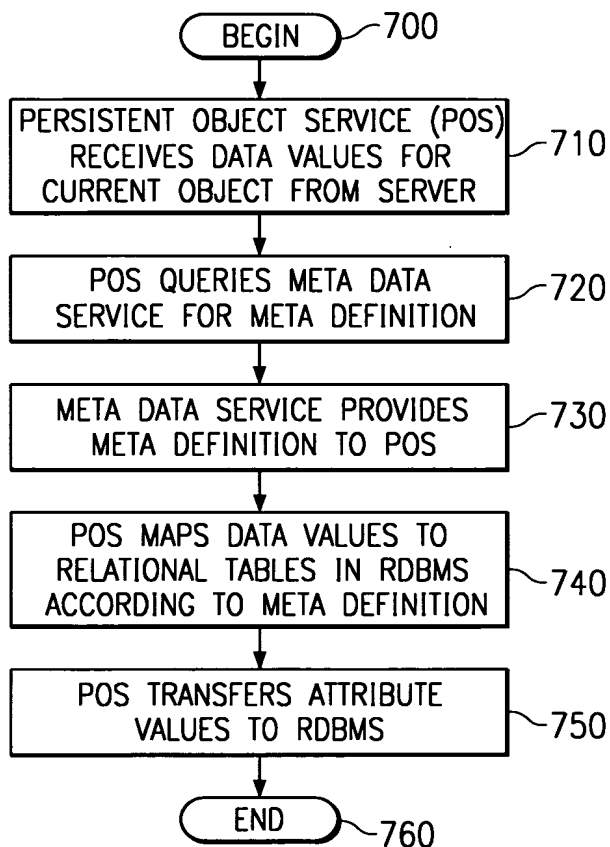 BEGIN
700
PERSISTENT OBJECT SERVICE (POS)
RECEIVES DATA VALUES FOR
CURRENT OBJECT FROM SERVER
710
POS QUERIES META DATA
SERVICE FOR META DEFINITION
720
META DATA SERVICE PROVIDES
META DEFINITION TO POS
730
POS MAPS DATA VALUES TO
RELATIONAL TABLES IN RDBMS
ACCORDING TO META DEFINITION
740
POS TRANSFERS ATTRIBUTE
VALUES TO RDBMS
750
END
760